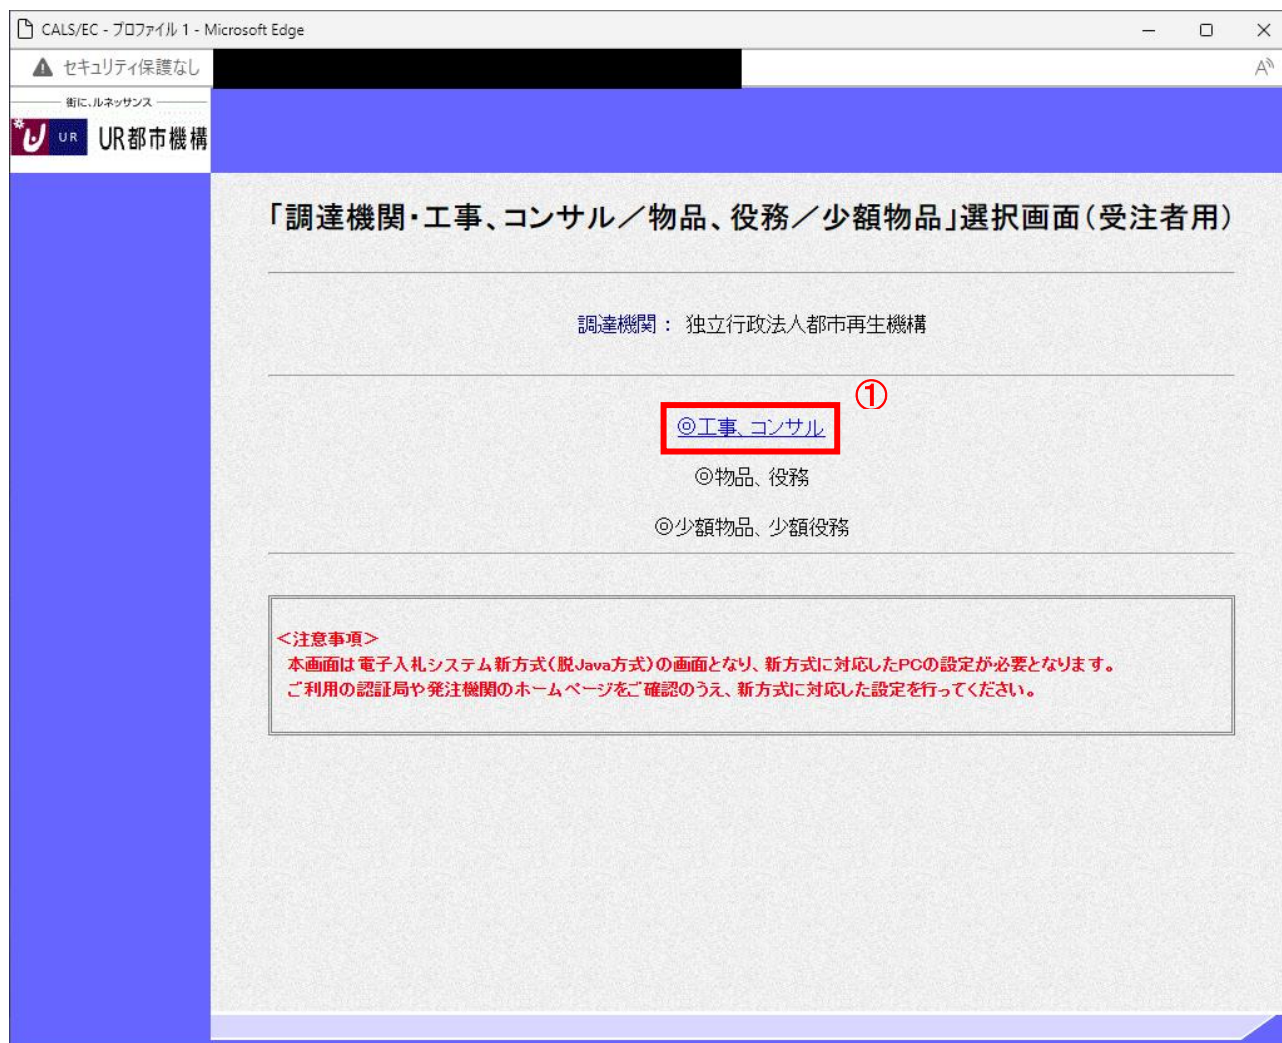 CALS/EC - プロファイル 1 - Microsoft Edge
セキュリティ保護なし
街に、ルネッサンス
UR UR都市機構
「調達機関・工事、コンサル／物品、役務／少額物品」選択画面（受注者用）
調達機関： 独立行政法人都市再生機構
①
◎工事、コンサル
◎物品、役務
◎少額物品、少額役務
＜注意事項＞
本画面は電子入札システム新方式（脱Java方式）の画面となり、新方式に対応したPCの設定が必要となります。
ご利用の認証局や発注機関のホームページをご確認のうえ、新方式に対応した設定を行ってください。